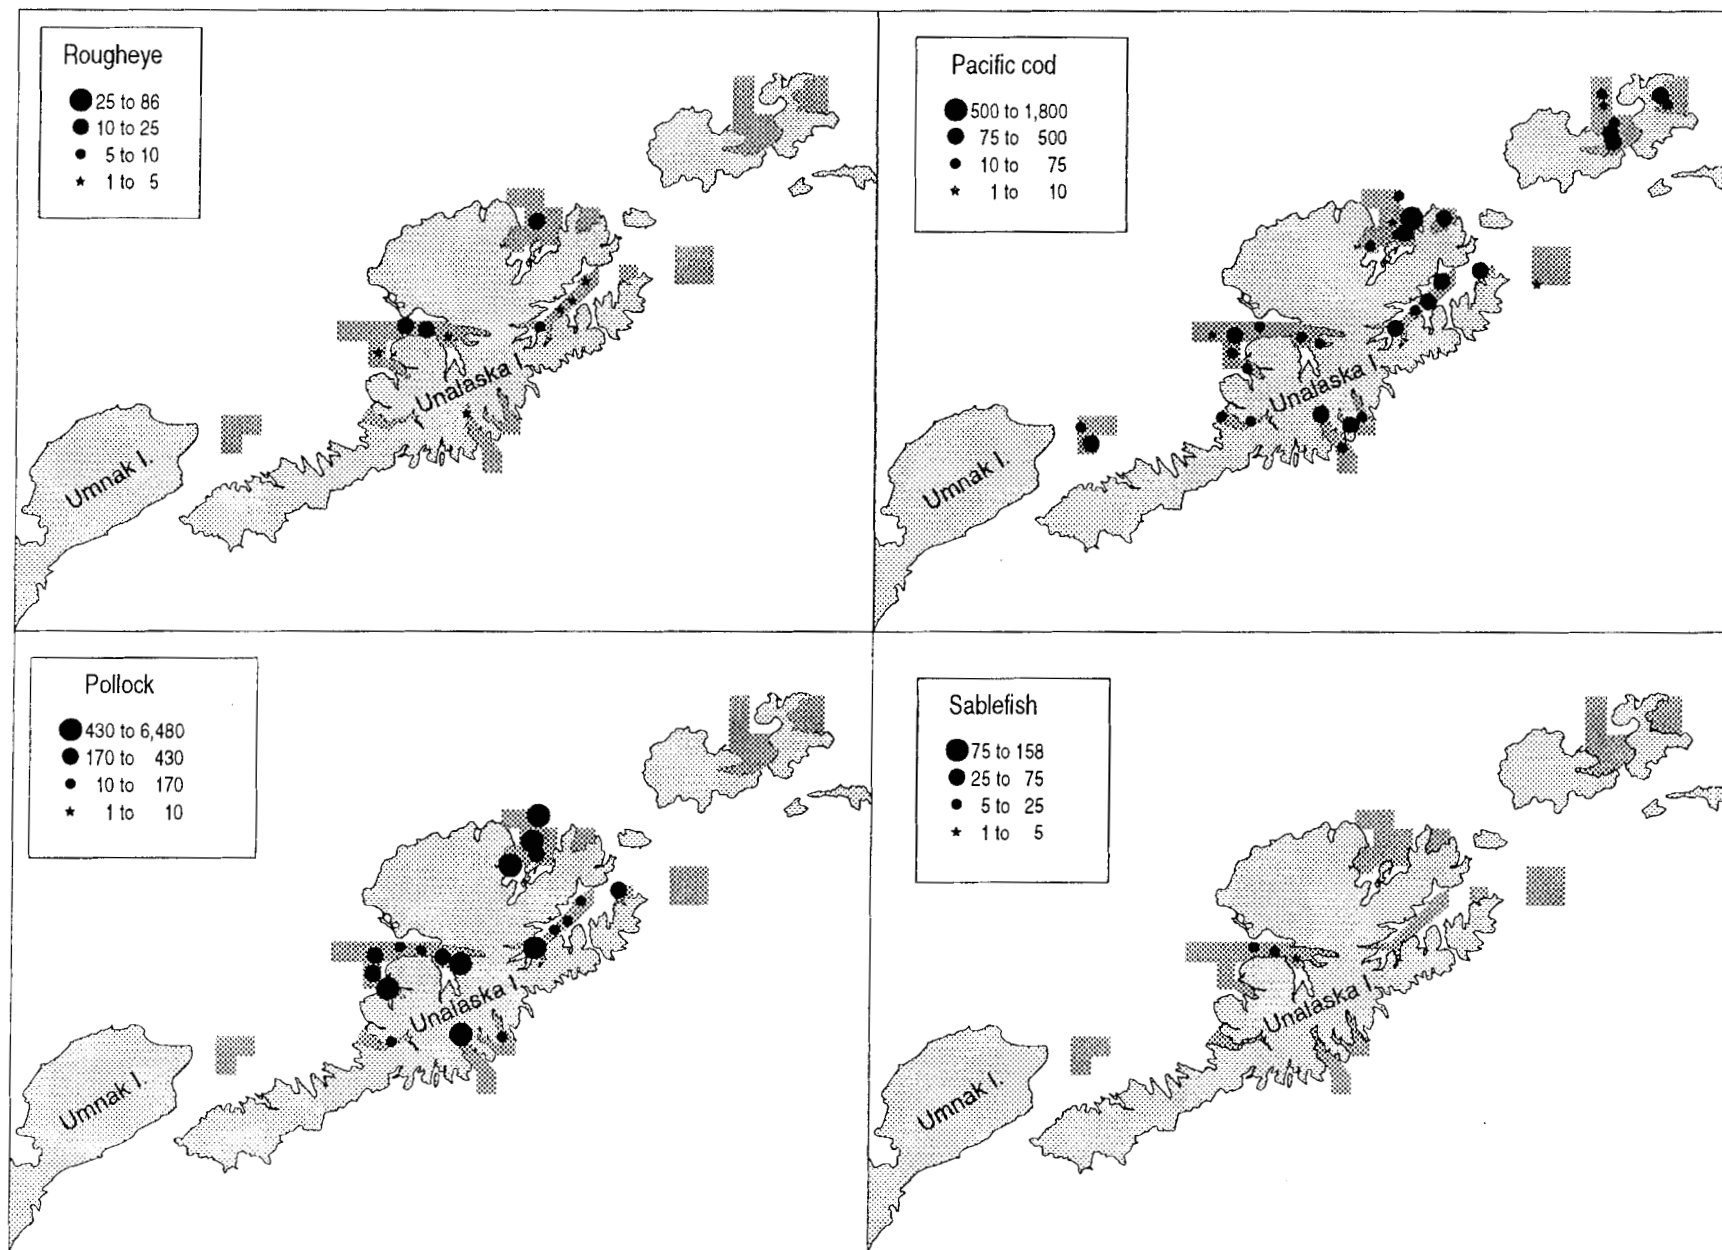 Rougheye
25 to 86
10 to 25
5 to 10
★ 1 to 5
Unalaska I.
Umnak I.
Pacific cod
500 to 1,800
75 to 500
10 to 75
★ 1 to 10
Unalaska I.
Umnak I.
Pollock
430 to 6,480
170 to 430
10 to 170
★ 1 to 10
Unalaska I.
Umnak I.
Sablefish
75 to 158
25 to 75
5 to 25
★ 1 to 5
Unalaska I.
Umnak I.